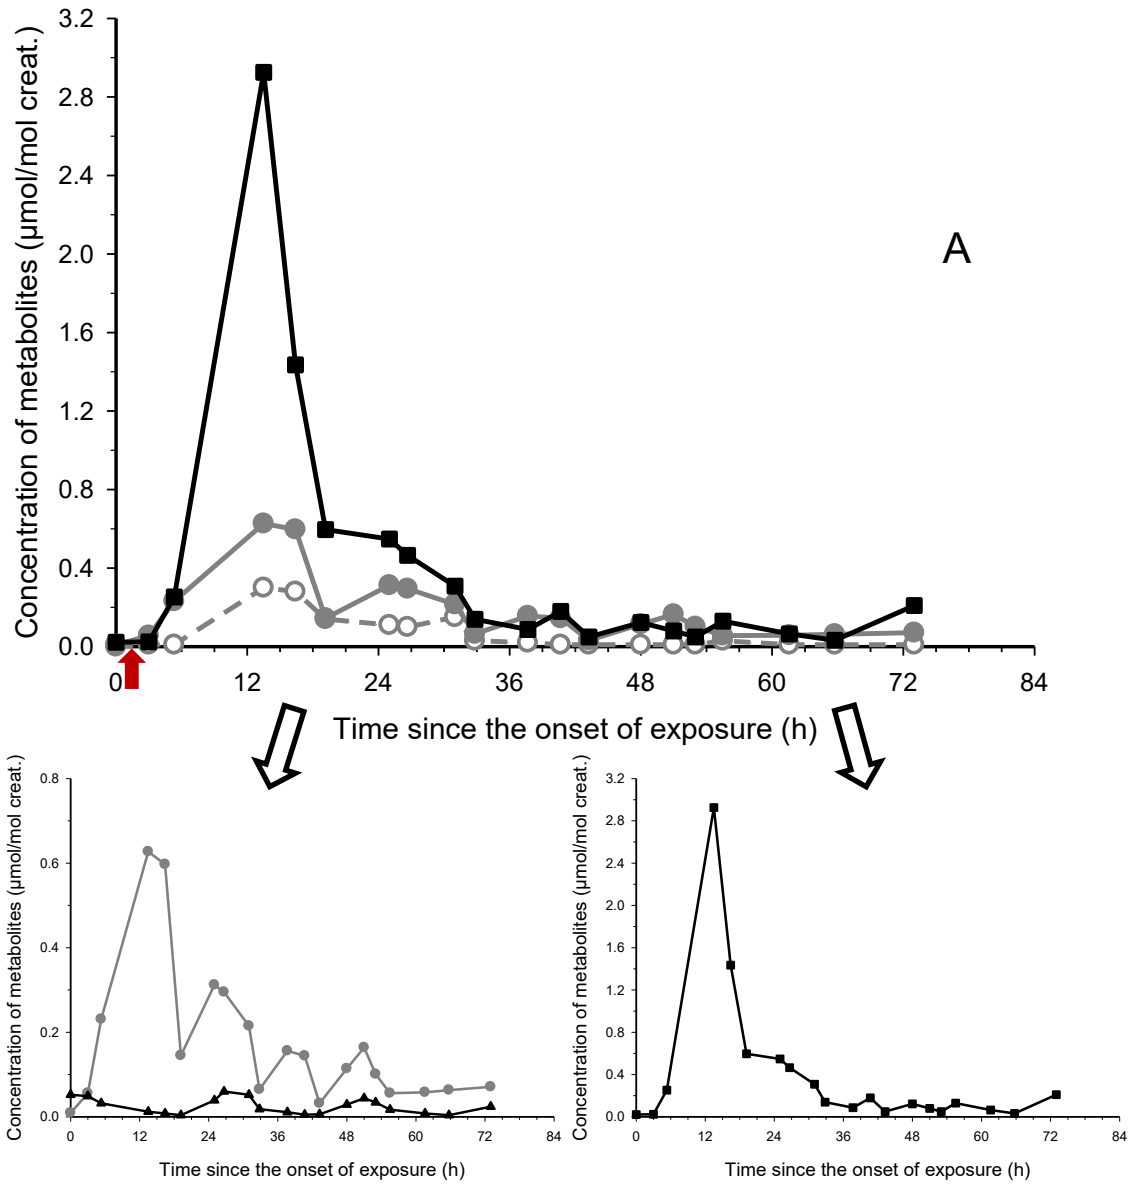 Concentration of metabolites (µmol/mol creat.)
3.2
2.8
2.4
2.0
1.6
1.2
0.8
0.4
0.0
A
0 12 24 36 48 60 72 84
Time since the onset of exposure (h)
Concentration of metabolites (µmol/mol creat.)
0.8
0.6
0.4
0.2
0.0
0 12 24 36 48 60 72 84
Time since the onset of exposure (h)
Concentration of metabolites (µmol/mol creat.)
3.2
2.8
2.4
2.0
1.6
1.2
0.8
0.4
0.0
0 12 24 36 48 60 72 84
Time since the onset of exposure (h)